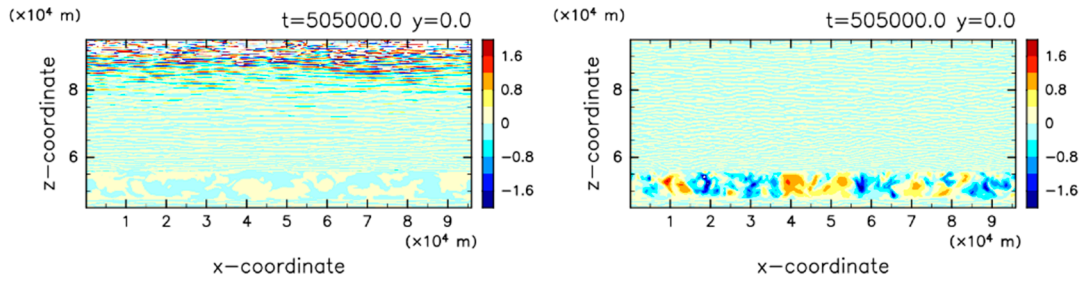 (×10⁴ m)
t=505000.0 y=0.0
z-coordinate
8
6
1 2 3 4 5 6 7 8 9
(×10⁴ m)
x-coordinate
1.6
0.8
0
-0.8
-1.6
(×10⁴ m)
t=505000.0 y=0.0
z-coordinate
8
6
1 2 3 4 5 6 7 8 9
(×10⁴ m)
x-coordinate
1.6
0.8
0
-0.8
-1.6